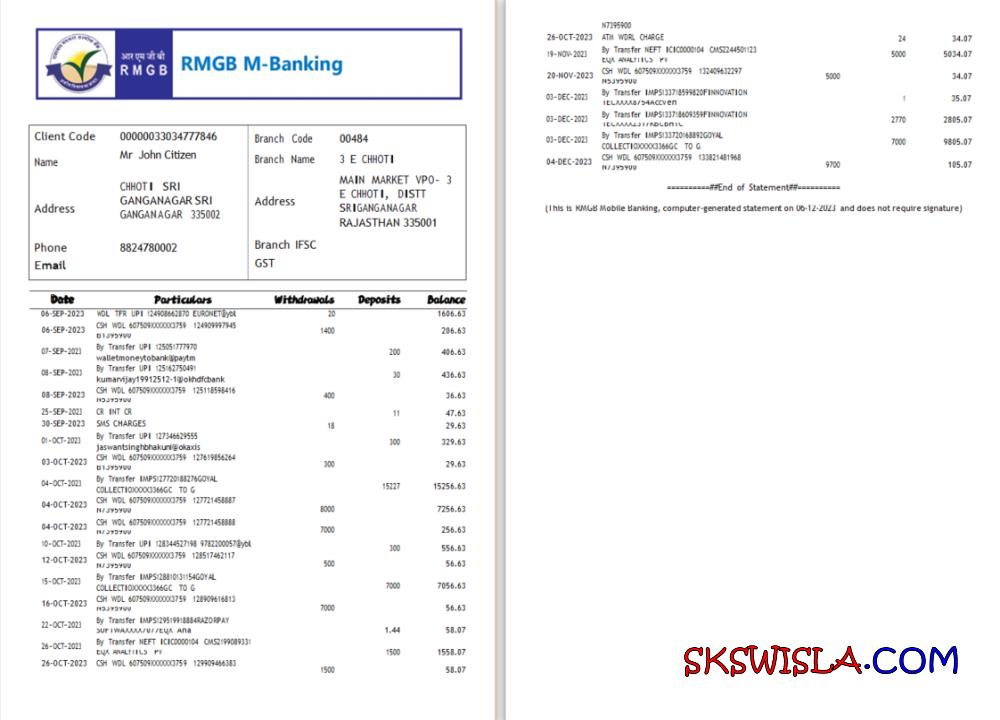 आर एम जी बी
RMGB
RMGB M-Banking
Client Code 00000033034777846
Name Mr John Citizen
Address CHHOTI SRI
GANGANAGAR SRI
GANGANAGAR 335002
Phone 8824780002
Email
Branch Code 00484
Branch Name 3 E CHHOTI
Address MAIN MARKET VPO- 3
E CHHOTI, DISTT
SRIGANGANAGAR
RAJASTHAN 335001
Branch IFSC
GST
Date Particulars Withdrawals Deposits Balance
06-SEP-2023 WDL TFR UPI 124908662870 EURONET@ybl 20 1606.63
06-SEP-2023 CSH WDL 607509XXXXXX3759 124909997945 1400 206.63
B1395900
07-SEP-2023 By Transfer UPI 125051777970 200 406.63
walletmoneytobank@paytm
08-SEP-2023 By Transfer UPI 125162750491 30 436.63
kumarvijay19912512-1@okhdfcbank
08-SEP-2023 CSH WDL 607509XXXXXX3759 125118598416 400 36.63
N5395900
25-SEP-2023 CR INT CR 11 47.63
30-SEP-2023 SMS CHARGES 18 29.63
01-OCT-2023 By Transfer UPI 127346629555 300 329.63
jaswantsinghbhakuni@okaxis
03-OCT-2023 CSH WDL 607509XXXXXX3759 127619856264 300 29.63
B1395900
04-OCT-2023 By Transfer IMPS127720188276GOYAL 15227 15256.63
COLLECTIOXXXX3366GC TO G
04-OCT-2023 CSH WDL 607509XXXXXX3759 127721458887 8000 7256.63
N7395900
04-OCT-2023 CSH WDL 607509XXXXXX3759 127721458888 7000 256.63
N7395900
10-OCT-2023 By Transfer UPI 128344527198 9782200057@ybl 300 556.63
12-OCT-2023 CSH WDL 607509XXXXXX3759 128517462117 500 56.63
N7395900
15-OCT-2023 By Transfer IMPS128810131154GOYAL 7000 7056.63
COLLECTIOXXXX3366GC TO G
16-OCT-2023 CSH WDL 607509XXXXXX3759 128909616813 7000 56.63
N5395900
22-OCT-2023 By Transfer IMPS129519918884RAZORPAY 1.44 58.07
SOFTWAXXXX7077EQX Ana
26-OCT-2023 By Transfer NEFT ICIC0000104 CMS2199089331 1500 1558.07
EQX ANALYTICS PV
26-OCT-2023 CSH WDL 607509XXXXXX3759 129909466383 1500 58.07
N7395900
26-OCT-2023 ATM WDRL CHARGE 24 34.07
19-NOV-2023 By Transfer NEFT ICIC0000104 CMS2244501123 5000 5034.07
EQX ANALYTICS PV
20-NOV-2023 CSH WDL 607509XXXXXX3759 132409632297 5000 34.07
N5395900
03-DEC-2023 By Transfer IMPS133718599820FINNOVATION 1 35.07
TECXXXX8754Accven
03-DEC-2023 By Transfer IMPS133718609359FINNOVATION 2770 2805.07
03-DEC-2023 By Transfer IMPS133720168892GOYAL 7000 9805.07
COLLECTIOXXXX3366GC TO G
04-DEC-2023 CSH WDL 607509XXXXXX3759 133821481968 9700 105.07
N7395900
==========##End of Statement##==========
(This is RMGB Mobile Banking, computer-generated statement on 06-12-2023 and does not require signature)
SKSWISLA.COM